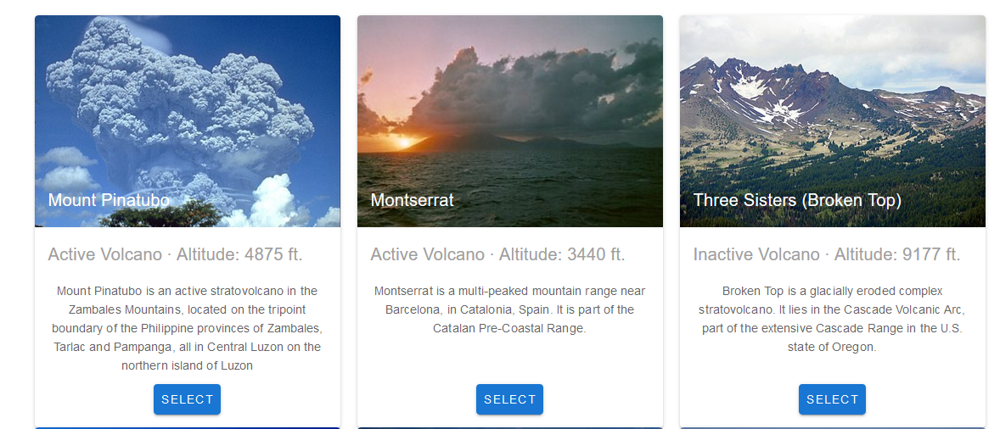 Mount Pinatubo
Active Volcano · Altitude: 4875 ft.
Mount Pinatubo is an active stratovolcano in the
Zambales Mountains, located on the tripoint
boundary of the Philippine provinces of Zambales,
Tarlac and Pampanga, all in Central Luzon on the
northern island of Luzon
SELECT
Montserrat
Active Volcano · Altitude: 3440 ft.
Montserrat is a multi-peaked mountain range near
Barcelona, in Catalonia, Spain. It is part of the
Catalan Pre-Coastal Range.
SELECT
Three Sisters (Broken Top)
Inactive Volcano · Altitude: 9177 ft.
Broken Top is a glacially eroded complex
stratovolcano. It lies in the Cascade Volcanic Arc,
part of the extensive Cascade Range in the U.S.
state of Oregon.
SELECT